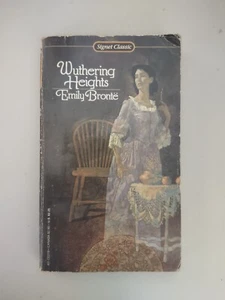 Signet Classic
Wuthering
Heights
Emily Brontë